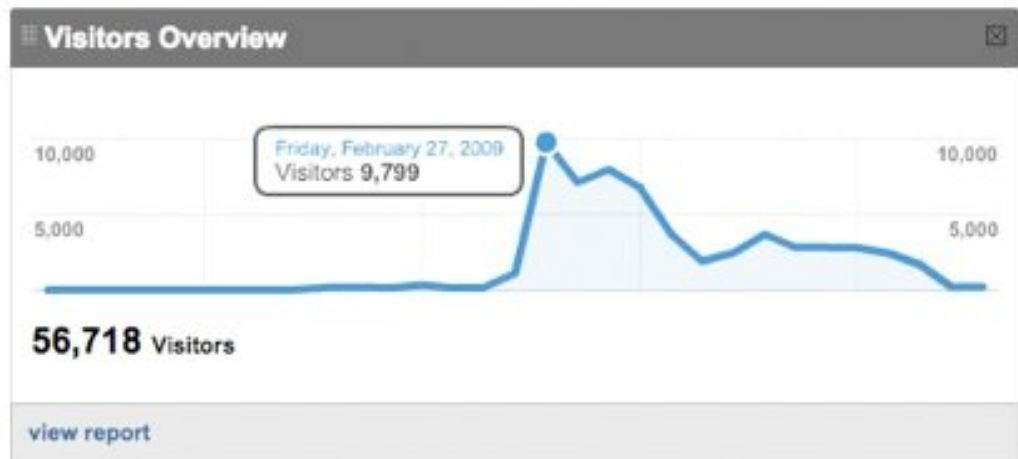 Visitors Overview
10,000
Friday, February 27, 2009
Visitors 9,799
10,000
5,000
5,000
56,718 Visitors
view report